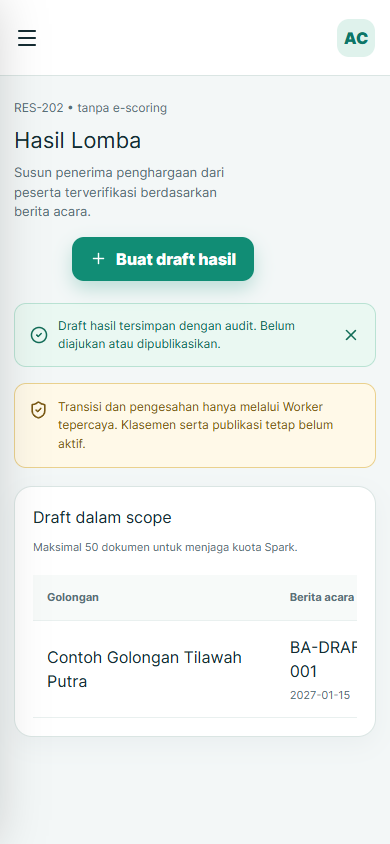 AC
RES-202 • tanpa e-scoring
Hasil Lomba
Susun penerima penghargaan dari
peserta terverifikasi berdasarkan
berita acara.
+ Buat draft hasil
Draft hasil tersimpan dengan audit. Belum
diajukan atau dipublikasikan.
Transisi dan pengesahan hanya melalui Worker
tepercaya. Klasemen serta publikasi tetap belum
aktif.
Draft dalam scope
Maksimal 50 dokumen untuk menjaga kuota Spark.
Golongan Berita acara
Contoh Golongan Tilawah
Putra
BA-DRAF
001
2027-01-15